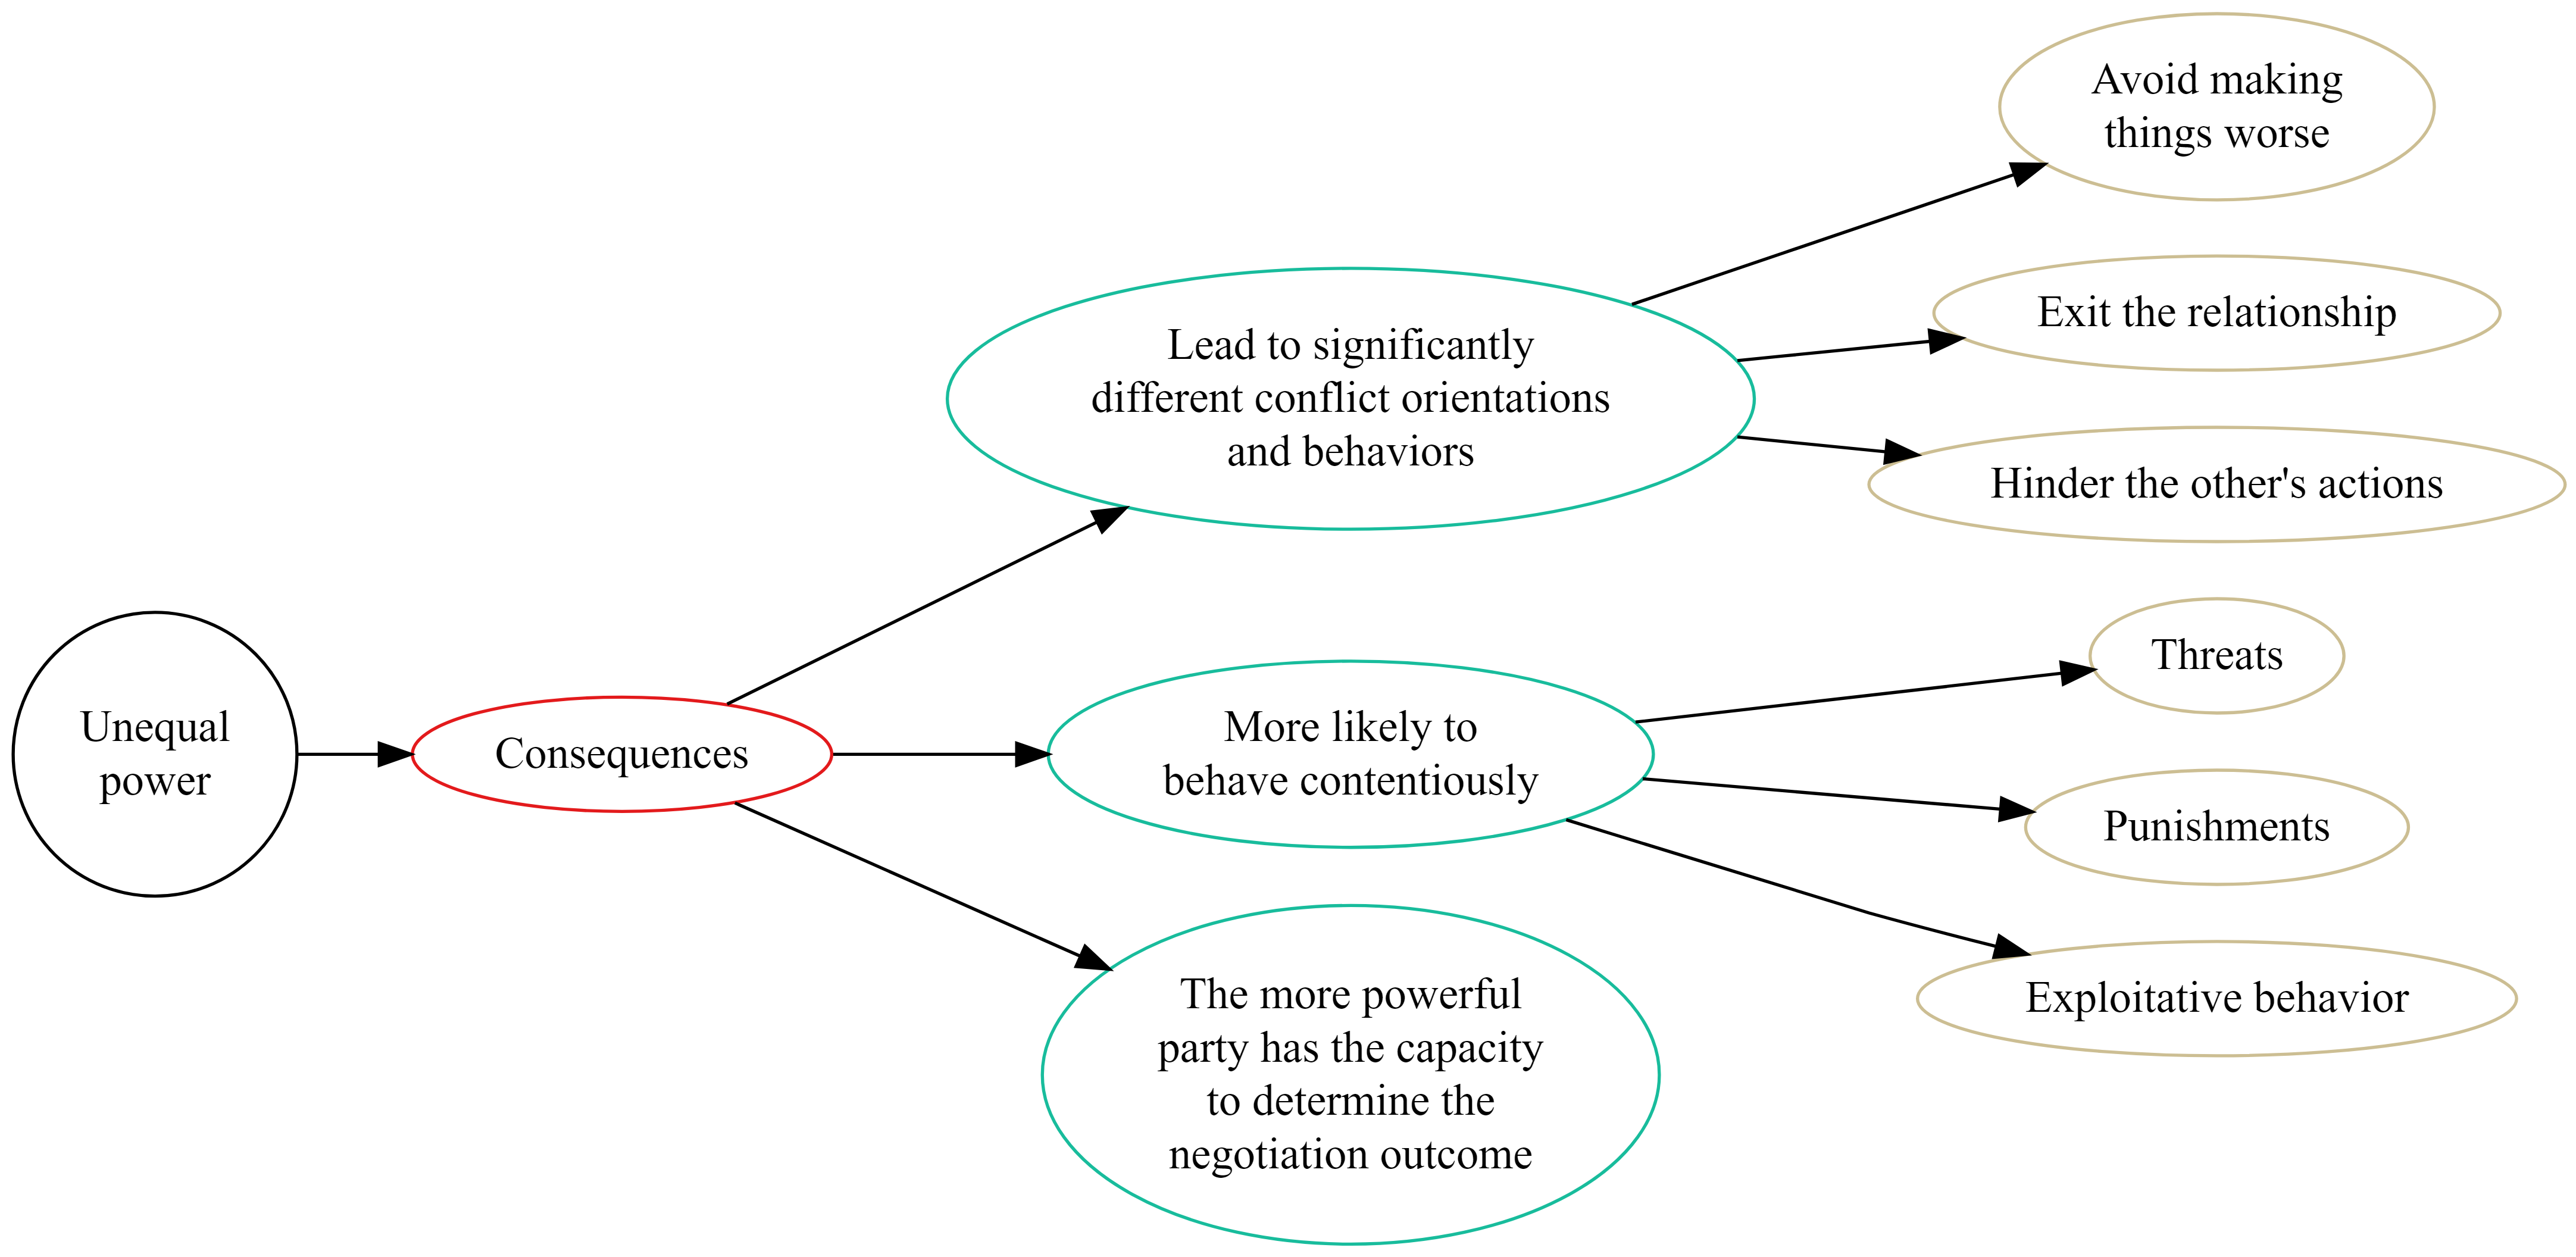 Unequal
power
Consequences
Lead to significantly
different conflict orientations
and behaviors
More likely to
behave contentiously
The more powerful
party has the capacity
to determine the
negotiation outcome
Avoid making
things worse
Exit the relationship
Hinder the other's actions
Threats
Punishments
Exploitative behavior